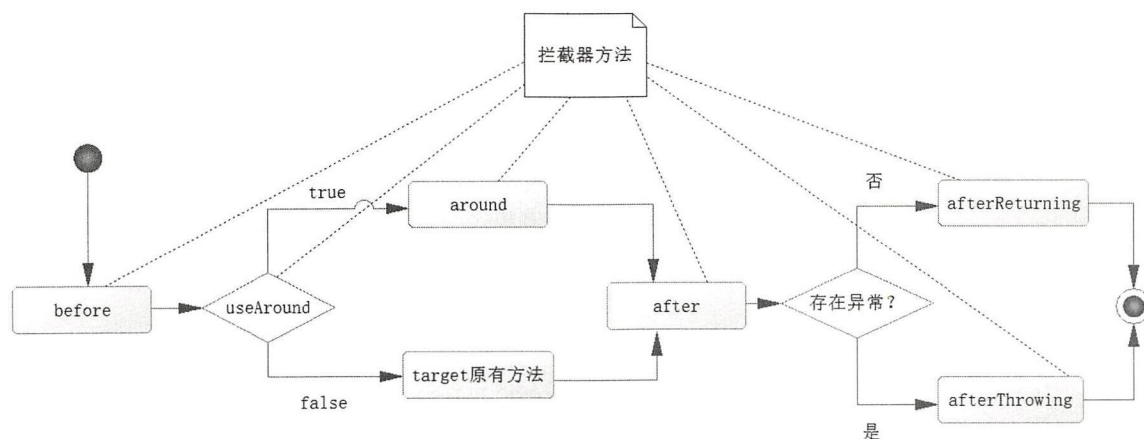 拦截器方法
true
around
否
afterReturning
before
useAround
after
存在异常？
false
target原有方法
是
afterThrowing